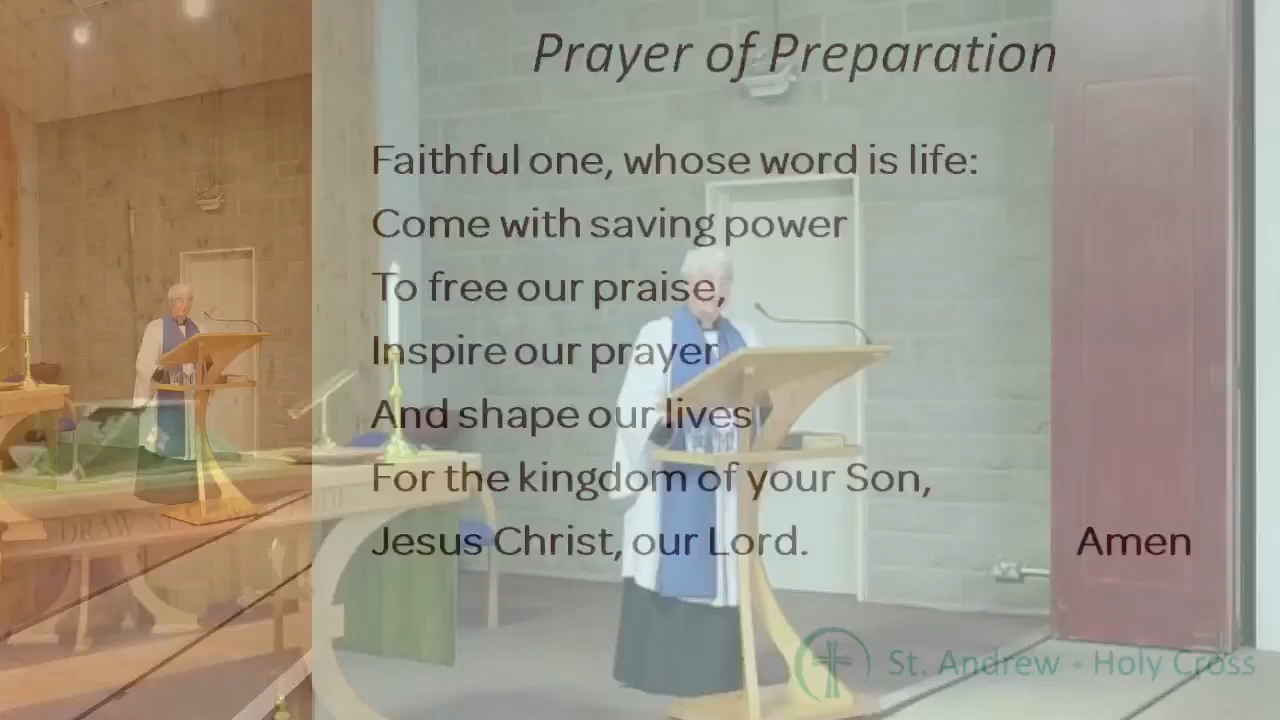 Prayer of Preparation
Faithful one, whose word is life:
Come with saving power
To free our praise,
Inspire our prayer
And shape our lives
For the kingdom of your Son,
Jesus Christ, our Lord. Amen
DRAW
St. Andrew - Holy Cross